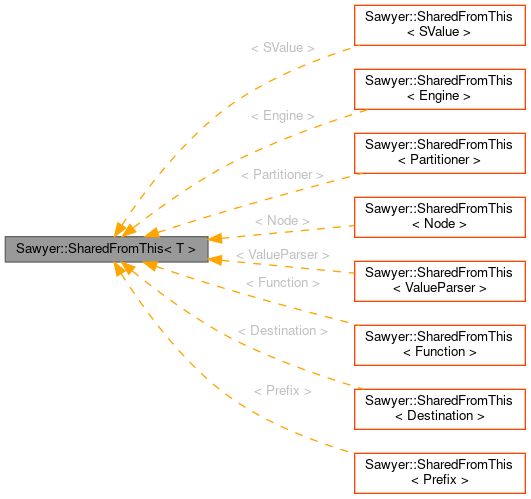 Sawyer::SharedFromThis
< SValue >
< SValue >
Sawyer::SharedFromThis
< Engine >
< Engine >
Sawyer::SharedFromThis
< Partitioner >
< Partitioner >
Sawyer::SharedFromThis
< Node >
< Node >
Sawyer::SharedFromThis< T >
< ValueParser >
Sawyer::SharedFromThis
< ValueParser >
< Function >
Sawyer::SharedFromThis
< Function >
< Destination >
Sawyer::SharedFromThis
< Destination >
< Prefix >
Sawyer::SharedFromThis
< Prefix >